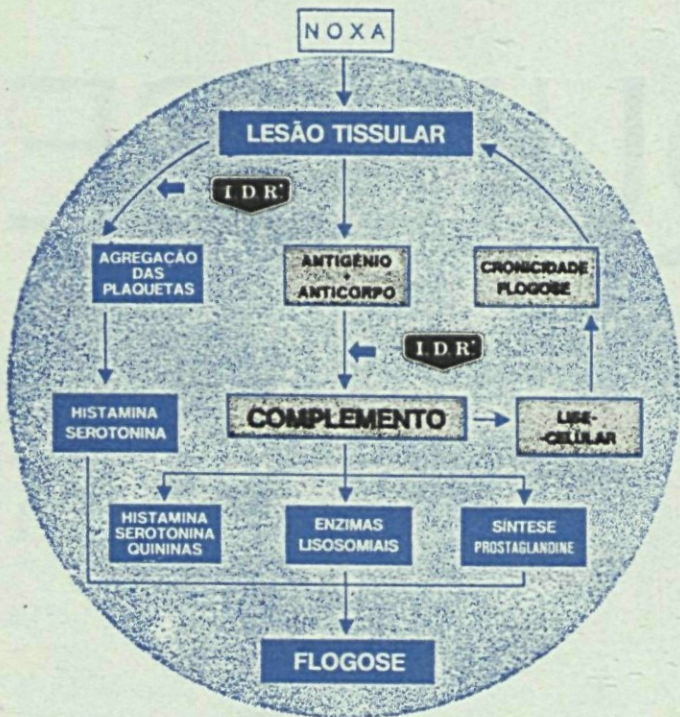 NOXA
LESÃO TISSULAR
I.D.R.
AGREGAÇÃO
DAS
PLAQUETAS
ANTIGÉNIO
+
ANTICORPO
CRONICIDADE
FLOGOSE
I.D.R.
HISTAMINA
SEROTONINA
COMPLEMENTO
LISE-
-CELULAR
HISTAMINA
SEROTONINA
QUININAS
ENZIMAS
LISOSOMIAIS
SÍNTESE
PROSTAGLANDINE
FLOGOSE